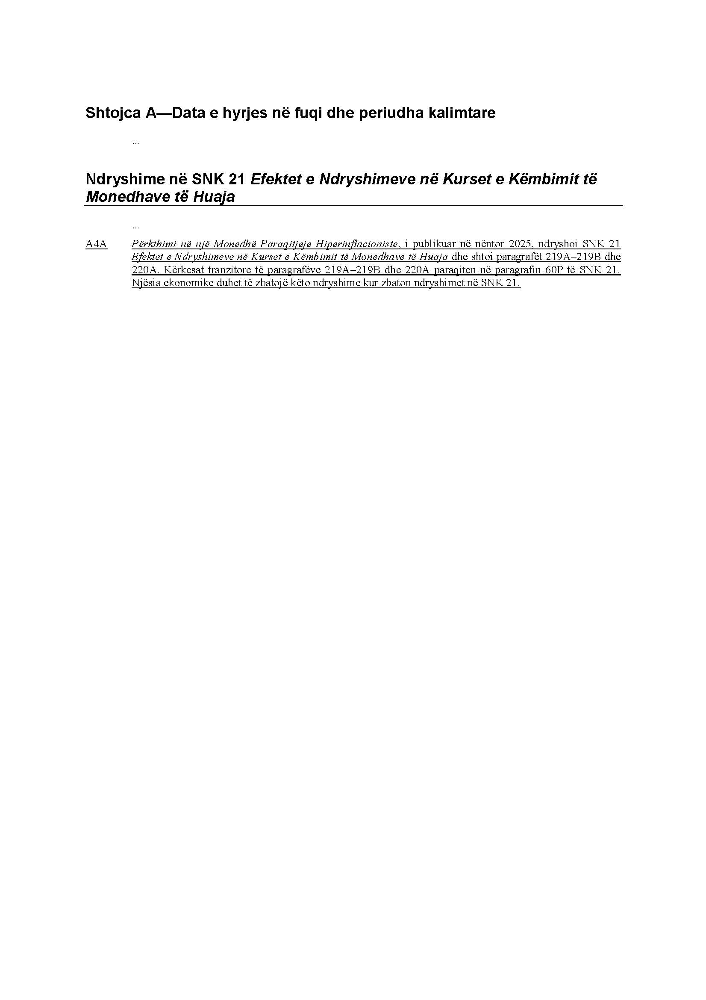 Shtojca A—Data e hyrjes në fuqi dhe periudha kalimtare
...
Ndryshime në SNK 21 Efektet e Ndryshimeve në Kurset e Këmbimit të
Monedhave të Huaja
...
A4A Përkthimi në një Monedhë Paraqitjeje Hiperinflacioniste, i publikuar në nëntor 2025, ndryshoi SNK 21
Efektet e Ndryshimeve në Kurset e Këmbimit të Monedhave të Huaja dhe shtoi paragrafët 219A–219B dhe
220A. Kërkesat tranzitore të paragrafëve 219A–219B dhe 220A paraqiten në paragrafin 60P të SNK 21.
Njësia ekonomike duhet të zbatojë këto ndryshime kur zbaton ndryshimet në SNK 21.